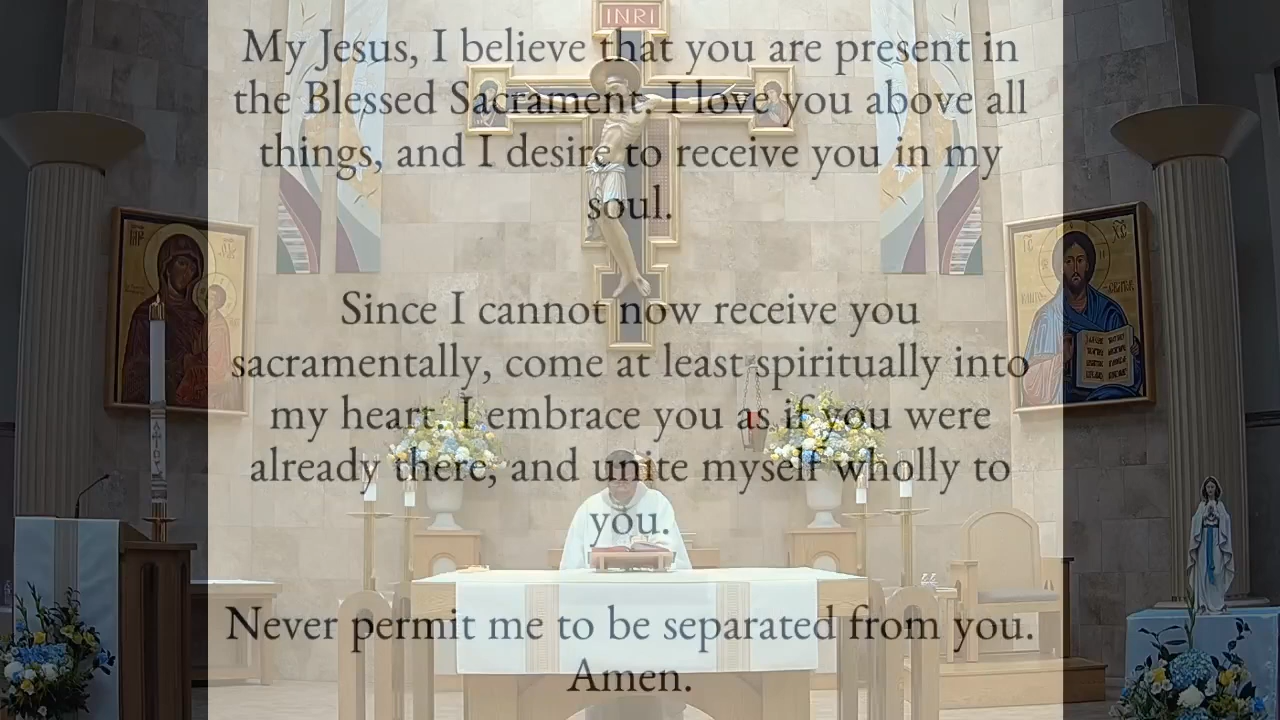 INRI
My Jesus, I believe that you are present in
the Blessed Sacrament. I love you above all
things, and I desire to receive you in my
soul.
Since I cannot now receive you
sacramentally, come at least spiritually into
my heart. I embrace you as if you were
already there, and unite myself wholly to
you.
Never permit me to be separated from you.
Amen.